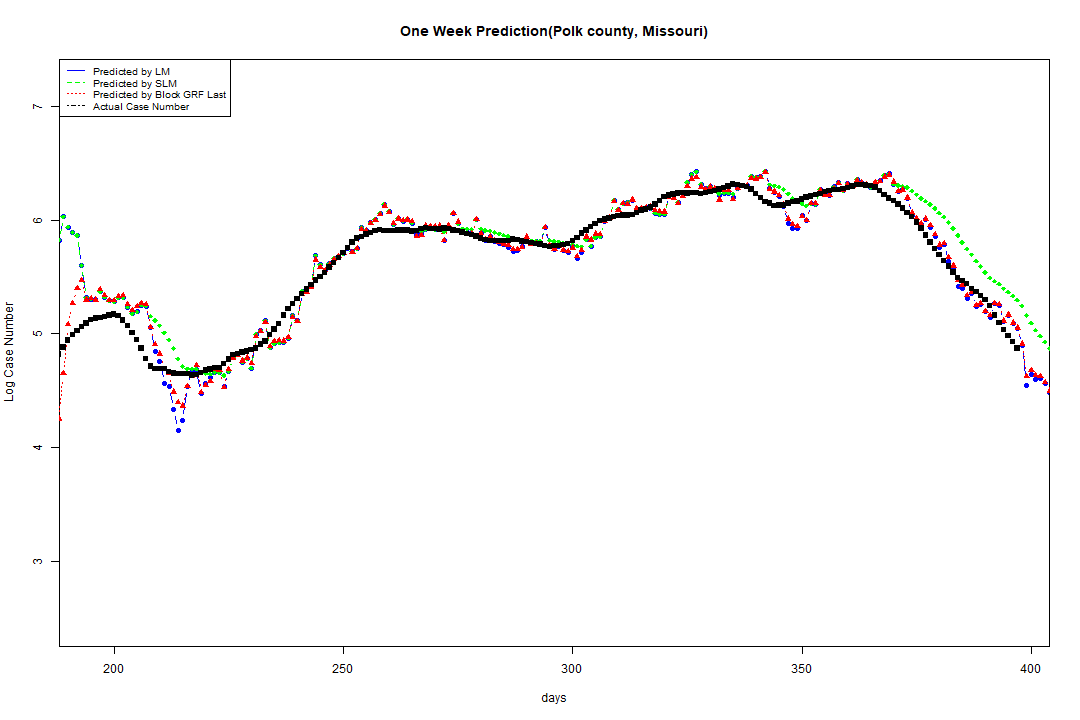 One Week Prediction(Polk county, Missouri)
Predicted by LM
Predicted by SLM
Predicted by Block GRF Last
Actual Case Number
7
6
5
4
3
Log Case Number
200 250 300 350 400
days